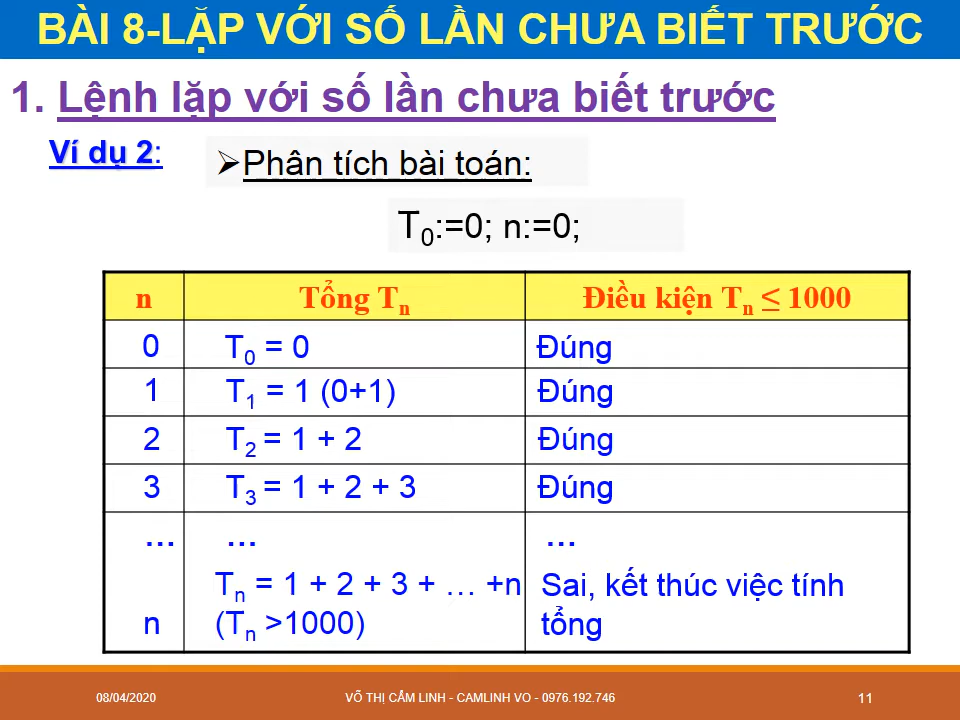 BÀI 8-LẶP VỚI SỐ LẦN CHƯA BIẾT TRƯỚC
1. Lệnh lặp với số lần chưa biết trước
Ví dụ 2:
➢Phân tích bài toán:
T₀:=0; n:=0;
n Tổng Tₙ Điều kiện Tₙ ≤ 1000
0 T₀ = 0 Đúng
1 T₁ = 1 (0+1) Đúng
2 T₂ = 1 + 2 Đúng
3 T₃ = 1 + 2 + 3 Đúng
... ... ...
Tₙ = 1 + 2 + 3 + … +n Sai, kết thúc việc tính
n (Tₙ >1000) tổng
08/04/2020 VÕ THỊ CẨM LINH - CAMLINH VO - 0976.192.746 11